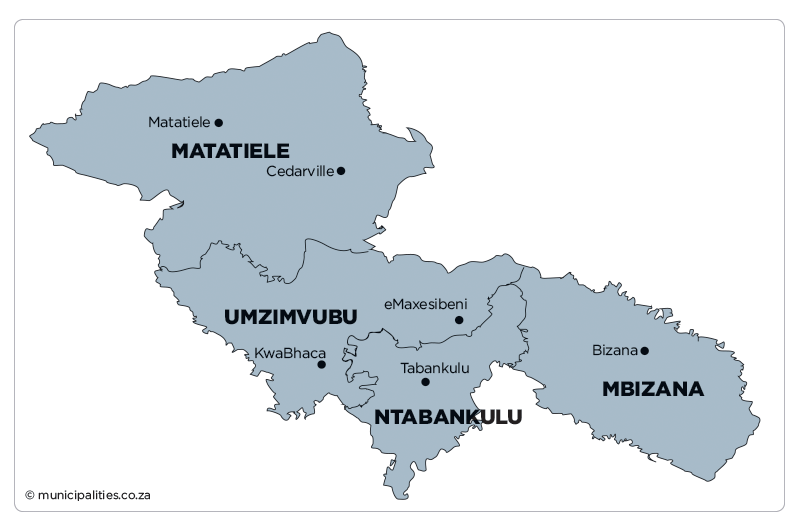 Matatiele
MATATIELE
Cedarville
eMaxesibeni
UMZIMVUBU
KwaBhaca
Bizana
Tabankulu
MBIZANA
NTABANKULU
© municipalities.co.za